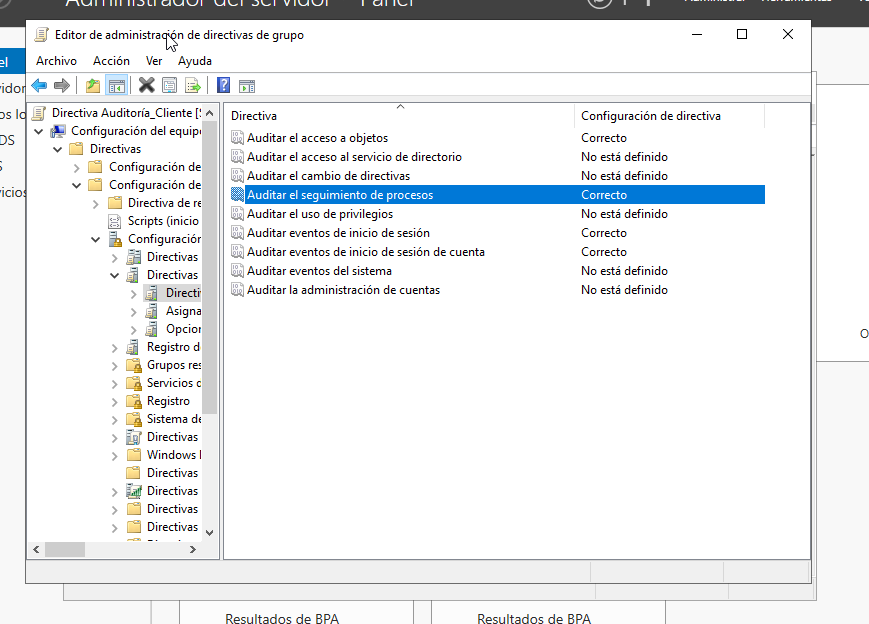 Administrador del servidor
Panel
Editor de administración de directivas de grupo
Archivo Acción Ver Ayuda
Directiva Auditoría_Cliente [S
Configuración del equipo
Directivas
Configuración de
Configuración de
Directiva de re
Scripts (inicio
Configuración
Directivas
Directivas
Directi
Asigna
Opcion
Registro d
Grupos res
Servicios d
Registro
Sistema de
Directivas
Windows
Directivas
Directivas
Directivas
Directivas
Directiva Configuración de directiva
Auditar el acceso a objetos Correcto
Auditar el acceso al servicio de directorio No está definido
Auditar el cambio de directivas No está definido
Auditar el seguimiento de procesos Correcto
Auditar el uso de privilegios No está definido
Auditar eventos de inicio de sesión Correcto
Auditar eventos de inicio de sesión de cuenta Correcto
Auditar eventos del sistema No está definido
Auditar la administración de cuentas No está definido
Resultados de BPA Resultados de BPA